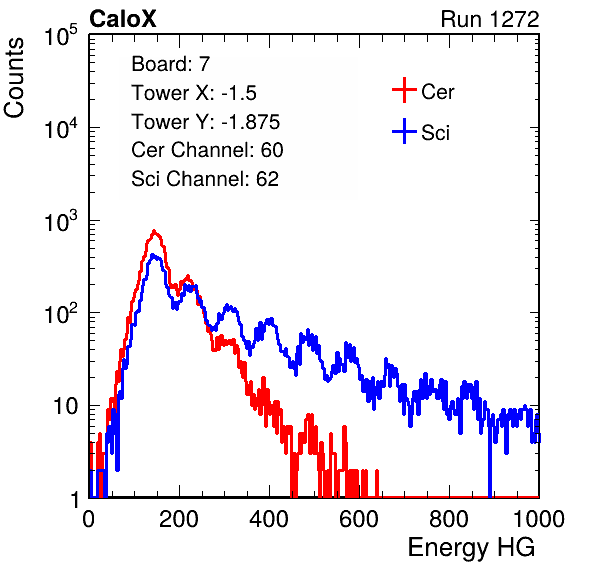 CaloX Run 1272
Counts
Board: 7
Tower X: -1.5
Tower Y: -1.875
Cer Channel: 60
Sci Channel: 62
Cer
Sci
10^5
10^4
10^3
10^2
10
1
0 200 400 600 800 1000
Energy HG